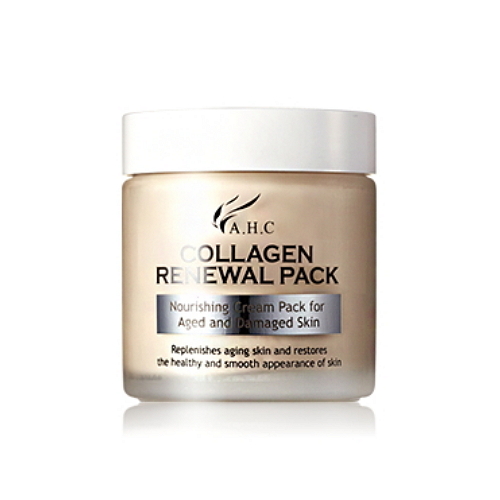 A.H.C
COLLAGEN
RENEWAL PACK
Nourishing Cream Pack for
Aged and Damaged Skin
Replenishes aging skin and restores
the healthy and smooth appearance of skin